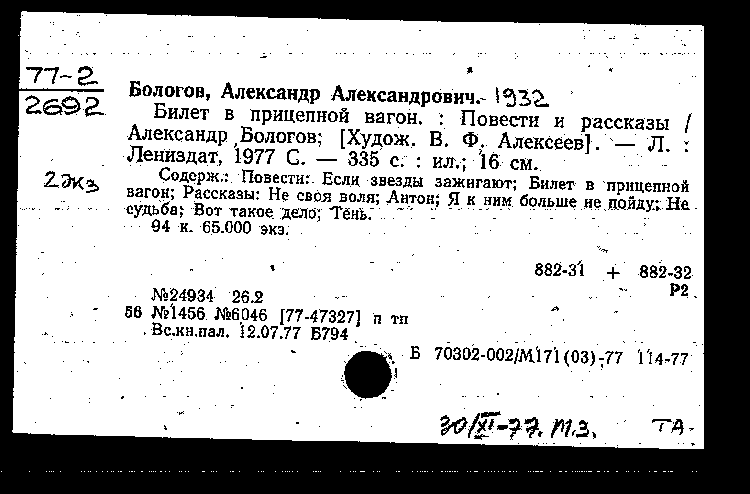 77-2
2692
2 экз
Бологов, Александр Александрович.- 1932
Билет в прицепной вагон. : Повести и рассказы /
Александр Бологов; [Худож. В. Ф. Алексеев]. — Л. :
Лениздат, 1977 С. — 335 с. : ил.; 16 см.
Содерж.: Повести: Если звезды зажигают; Билет в прицепной
вагон; Рассказы: Не своя воля; Антон; Я к ним больше не пойду; Не
судьба; Вот такое дело; Тень.
94 к. 65.000 экз.
882-31 + 882-32
Р2
№24934 26.2
56 №1456 №6046 [77-47327] п тп
Вс.кн.пал. 12.07.77 Б794
Б 70302-002/М171(03)-77 114-77
30/XI-77. М.З. ТА-